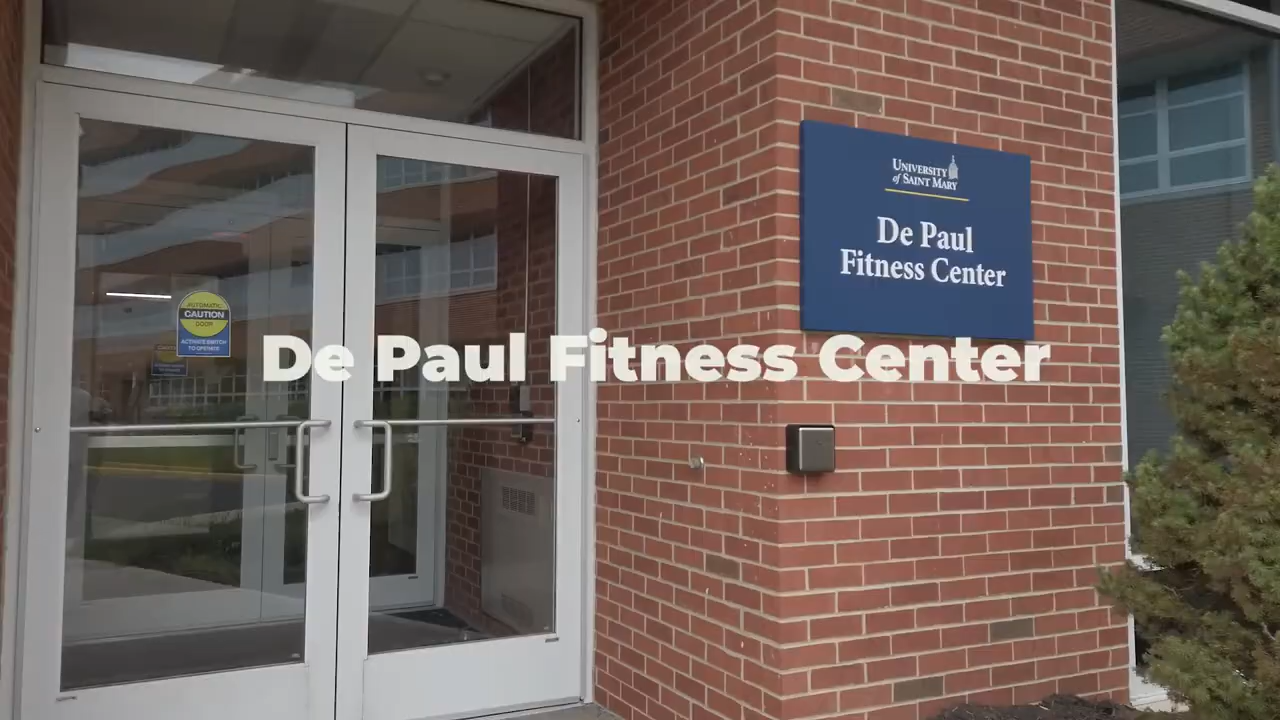 UNIVERSITY
of SAINT MARY
De Paul
Fitness Center
AUTOMATIC
CAUTION
DOOR
ACTIVATE SWITCH
TO OPERATE
De Paul Fitness Center